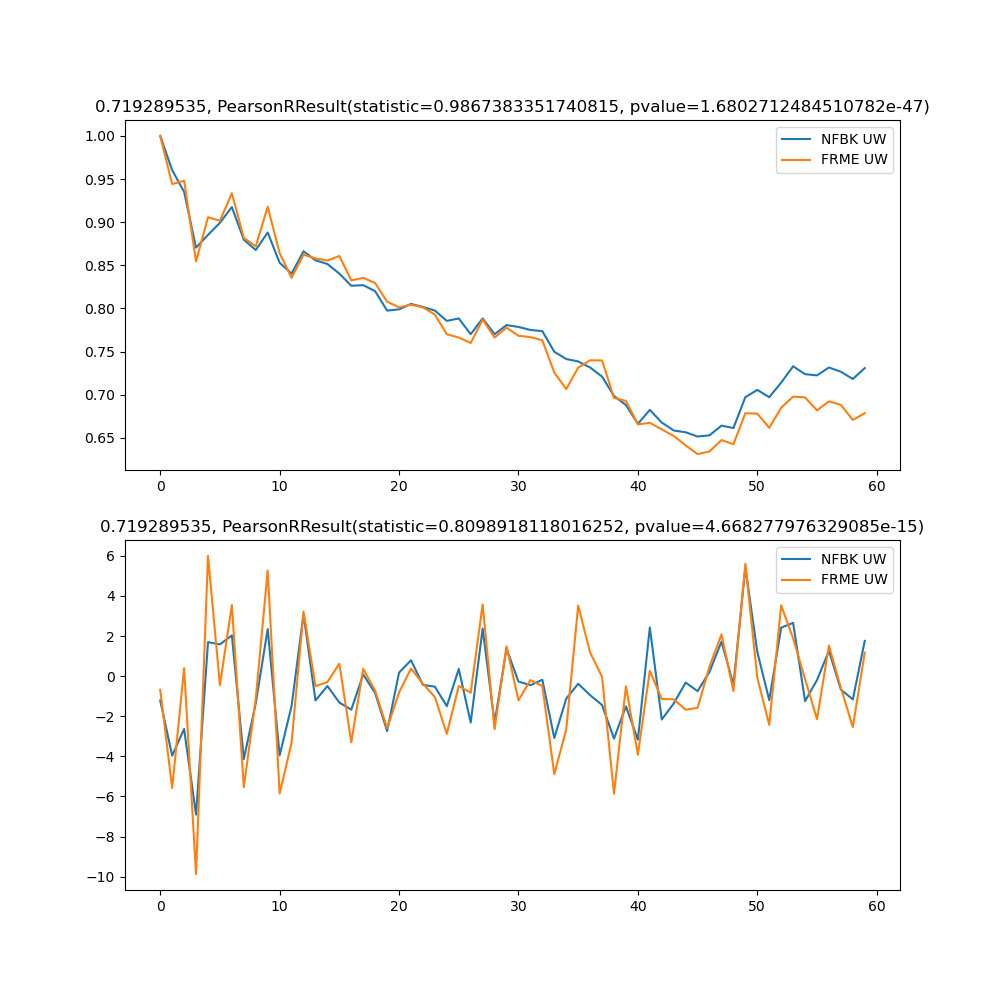 0.719289535, PearsonRResult(statistic=0.9867383351740815, pvalue=1.6802712484510782e-47)
NFBK UW
FRME UW
1.00
0.95
0.90
0.85
0.80
0.75
0.70
0.65
0 10 20 30 40 50 60
0.719289535, PearsonRResult(statistic=0.8098918118016252, pvalue=4.668277976329085e-15)
NFBK UW
FRME UW
6
4
2
0
−2
−4
−6
−8
−10
0 10 20 30 40 50 60